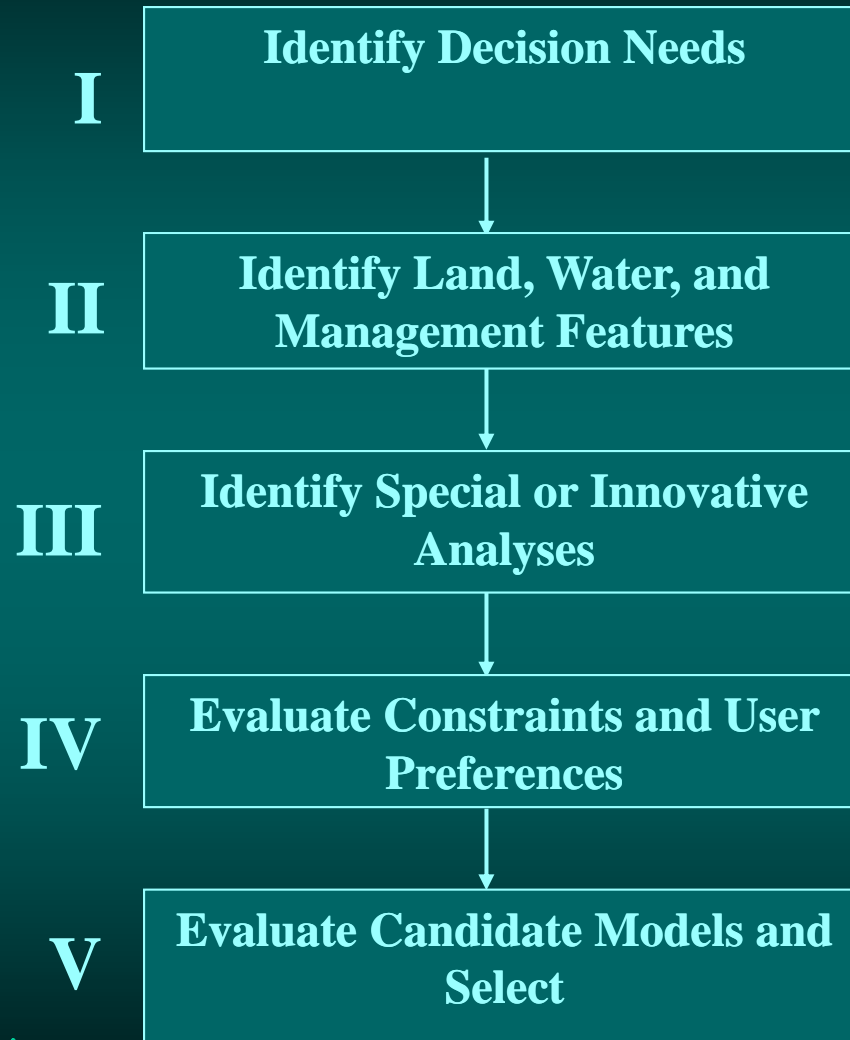 I
Identify Decision Needs
II
Identify Land, Water, and
Management Features
III
Identify Special or Innovative
Analyses
IV
Evaluate Constraints and User
Preferences
V
Evaluate Candidate Models and
Select